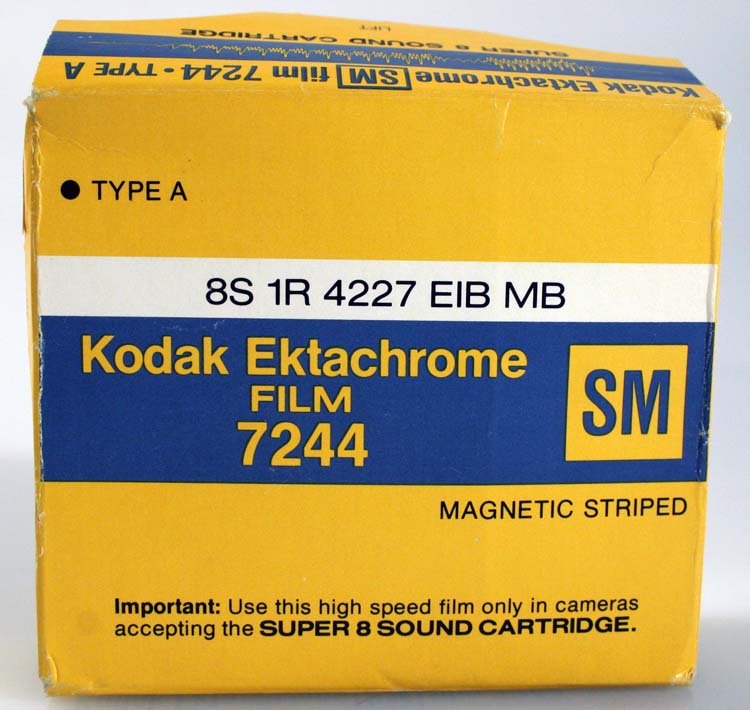 LIFT
SUPER 8 SOUND CARTRIDGE
Kodak Ektachrome SM film 7244 • TYPE A
● TYPE A
8S 1R 4227 EIB MB
Kodak Ektachrome
FILM
7244
SM
MAGNETIC STRIPED
Important: Use this high speed film only in cameras
accepting the SUPER 8 SOUND CARTRIDGE.